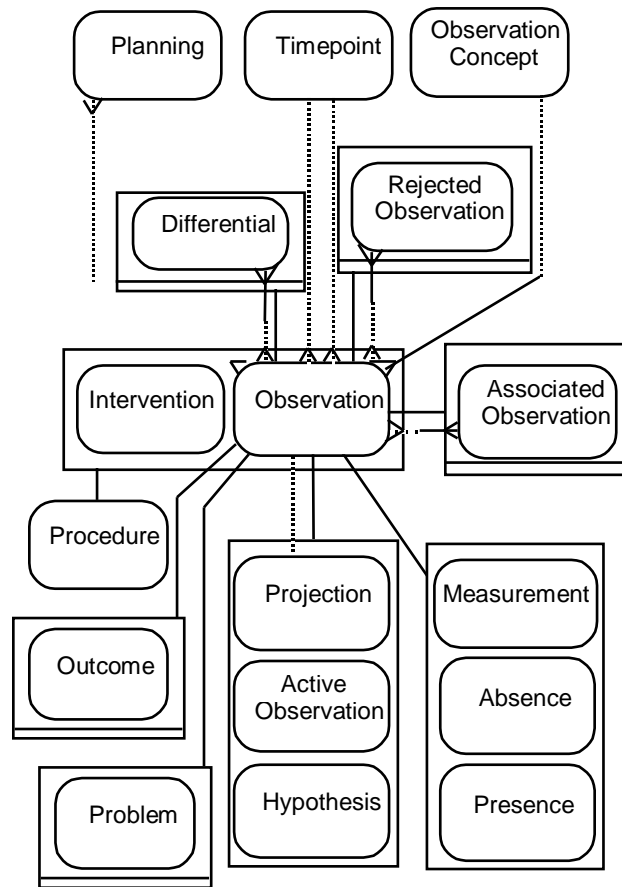 Planning
Timepoint
Observation
Concept
Differential
Rejected
Observation
Intervention
Observation
Associated
Observation
Procedure
Projection
Measurement
Outcome
Active
Observation
Absence
Problem
Hypothesis
Presence